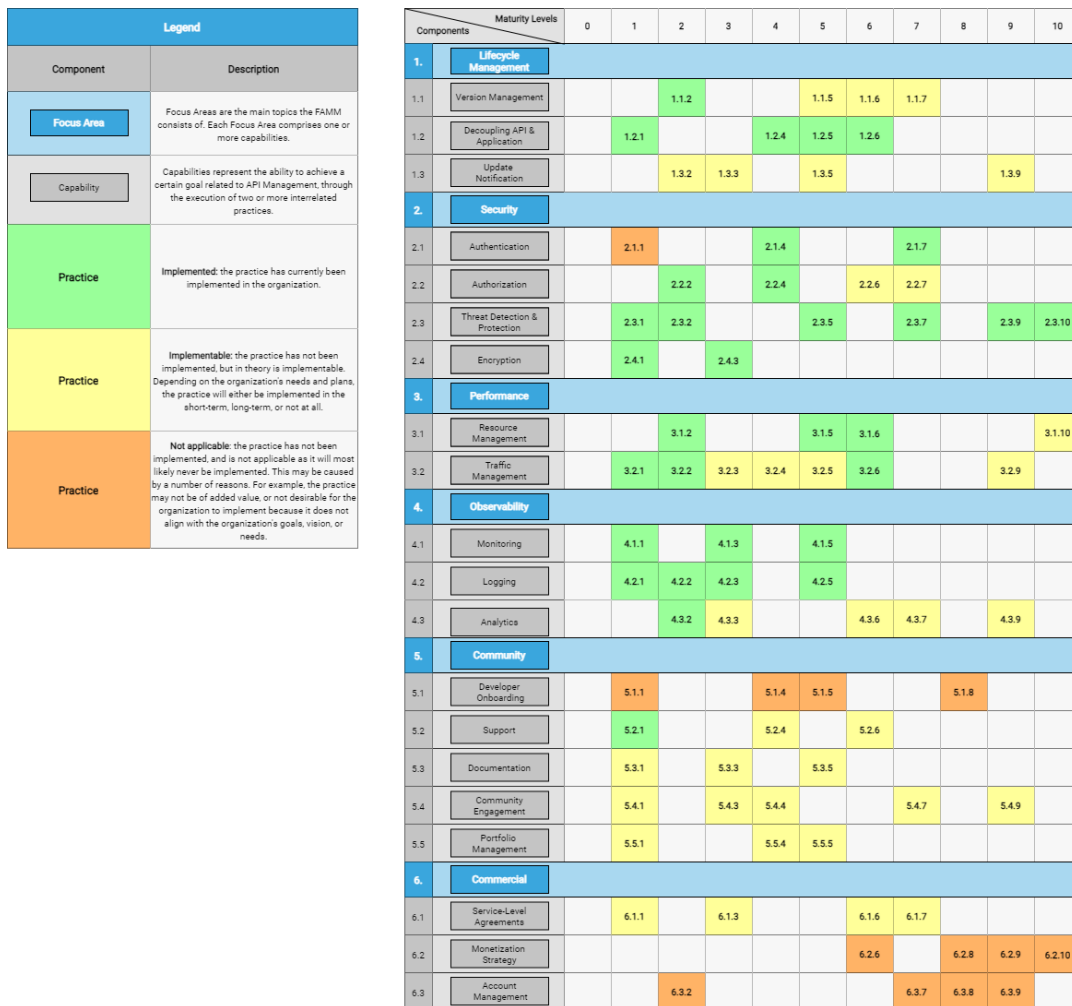 Legend
Component Description
Focus Area
Focus Areas are the main topics the FAMM
consists of. Each Focus Area comprises one or
more capabilities.
Capability
Capabilities represent the ability to achieve a
certain goal related to API Management, through
the execution of two or more interrelated
practices.
Practice
Implemented: the practice has currently been
implemented in the organization.
Practice
Implementable: the practice has not been
implemented, but in theory is implementable.
Depending on the organization's needs and plans,
the practice will either be implemented in the
short-term, long-term, or not at all.
Practice
Not applicable: the practice has not been
implemented, and is not applicable as it will most
likely never be implemented. This may be caused
by a number of reasons. For example, the practice
may not be of added value, or not desirable for the
organization to implement because it does not
align with the organization's goals, vision, or
needs.
Maturity Levels
Components
0 1 2 3 4 5 6 7 8 9 10
1. Lifecycle
Management
1.1 Version Management 1.1.2 1.1.5 1.1.6 1.1.7
1.2 Decoupling API &
Application 1.2.1 1.2.4 1.2.5 1.2.6
1.3 Update
Notification 1.3.2 1.3.3 1.3.5 1.3.9
2. Security
2.1 Authentication 2.1.1 2.1.4 2.1.7
2.2 Authorization 2.2.2 2.2.4 2.2.6 2.2.7
2.3 Threat Detection &
Protection 2.3.1 2.3.2 2.3.5 2.3.7 2.3.9 2.3.10
2.4 Encryption 2.4.1 2.4.3
3. Performance
3.1 Resource
Management 3.1.2 3.1.5 3.1.6 3.1.10
3.2 Traffic
Management 3.2.1 3.2.2 3.2.3 3.2.4 3.2.5 3.2.6 3.2.9
4. Observability
4.1 Monitoring 4.1.1 4.1.3 4.1.5
4.2 Logging 4.2.1 4.2.2 4.2.3 4.2.5
4.3 Analytics 4.3.2 4.3.3 4.3.6 4.3.7 4.3.9
5. Community
5.1 Developer
Onboarding 5.1.1 5.1.4 5.1.5 5.1.8
5.2 Support 5.2.1 5.2.4 5.2.6
5.3 Documentation 5.3.1 5.3.3 5.3.5
5.4 Community
Engagement 5.4.1 5.4.3 5.4.4 5.4.7 5.4.9
5.5 Portfolio
Management 5.5.1 5.5.4 5.5.5
6. Commercial
6.1 Service-Level
Agreements 6.1.1 6.1.3 6.1.6 6.1.7
6.2 Monetization
Strategy 6.2.6 6.2.8 6.2.9 6.2.10
6.3 Account
Management 6.3.2 6.3.7 6.3.8 6.3.9